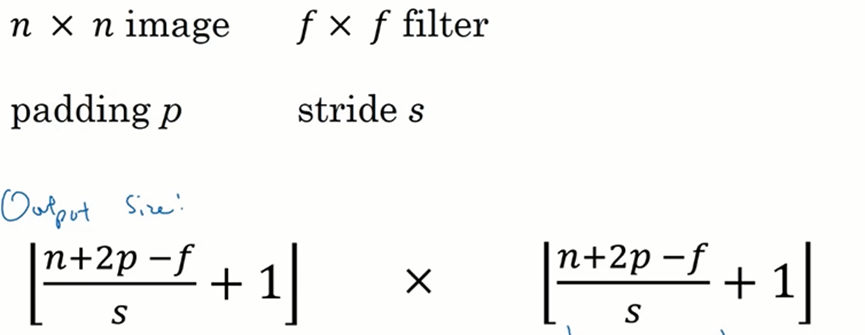 n × n image f × f filter
padding p stride s
Output size:
⌊(n+2p −f)/s + 1⌋ × ⌊(n+2p −f)/s + 1⌋